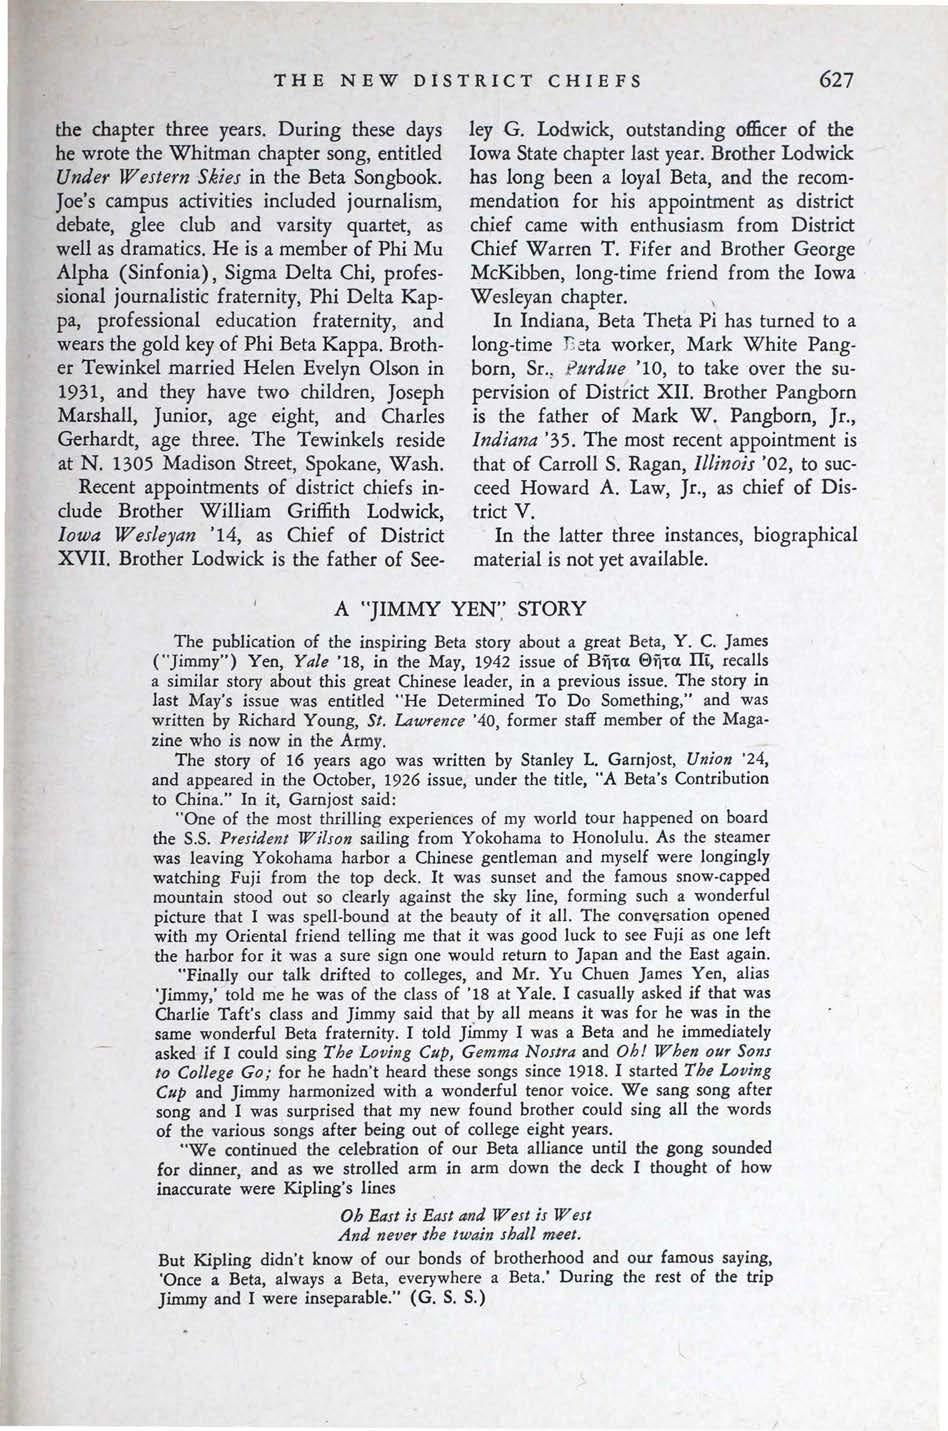 THE NEW DISTRICT CHIEFS 627
the chapter three years. During these days
he wrote the Whitman chapter song, entitled
Under Western Skies in the Beta Songbook.
Joe's campus activities included journalism,
debate, glee club and varsity quartet, as
well as dramatics. He is a member of Phi Mu
Alpha (Sinfonia), Sigma Delta Chi, profes-
sional journalistic fraternity, Phi Delta Kap-
pa, professional education fraternity, and
wears the gold key of Phi Beta Kappa. Broth-
er Tewinkel married Helen Evelyn Olson in
1931, and they have two children, Joseph
Marshall, Junior, age eight, and Charles
Gerhardt, age three. The Tewinkels reside
at N. 1305 Madison Street, Spokane, Wash.
Recent appointments of district chiefs in-
clude Brother William Griffith Lodwick,
Iowa Wesleyan '14, as Chief of District
XVII. Brother Lodwick is the father of See-
ley G. Lodwick, outstanding officer of the
Iowa State chapter last year. Brother Lodwick
has long been a loyal Beta, and the recom-
mendation for his appointment as district
chief came with enthusiasm from District
Chief Warren T. Fifer and Brother George
McKibben, long-time friend from the Iowa
Wesleyan chapter.
In Indiana, Beta Theta Pi has turned to a
long-time Beta worker, Mark White Pang-
born, Sr., Purdue '10, to take over the su-
pervision of District XII. Brother Pangborn
is the father of Mark W. Pangborn, Jr.,
Indiana '35. The most recent appointment is
that of Carroll S. Ragan, Illinois '02, to suc-
ceed Howard A. Law, Jr., as chief of Dis-
trict V.
In the latter three instances, biographical
material is not yet available.
A "JIMMY YEN" STORY
The publication of the inspiring Beta story about a great Beta, Y. C. James
("Jimmy") Yen, Yale '18, in the May, 1942 issue of Βῆτα Θῆτα Πῖ, recalls
a similar story about this great Chinese leader, in a previous issue. The story in
last May's issue was entitled "He Determined To Do Something," and was
written by Richard Young, St. Lawrence '40, former staff member of the Maga-
zine who is now in the Army.
The story of 16 years ago was written by Stanley L. Garnjost, Union '24,
and appeared in the October, 1926 issue, under the title, "A Beta's Contribution
to China." In it, Garnjost said:
"One of the most thrilling experiences of my world tour happened on board
the S.S. President Wilson sailing from Yokohama to Honolulu. As the steamer
was leaving Yokohama harbor a Chinese gentleman and myself were longingly
watching Fuji from the top deck. It was sunset and the famous snow-capped
mountain stood out so clearly against the sky line, forming such a wonderful
picture that I was spell-bound at the beauty of it all. The conversation opened
with my Oriental friend telling me that it was good luck to see Fuji as one left
the harbor for it was a sure sign one would return to Japan and the East again.
"Finally our talk drifted to colleges, and Mr. Yu Chuen James Yen, alias
'Jimmy,' told me he was of the class of '18 at Yale. I casually asked if that was
Charlie Taft's class and Jimmy said that by all means it was for he was in the
same wonderful Beta fraternity. I told Jimmy I was a Beta and he immediately
asked if I could sing The Loving Cup, Gemma Nostra and Oh! When our Sons
to College Go; for he hadn't heard these songs since 1918. I started The Loving
Cup and Jimmy harmonized with a wonderful tenor voice. We sang song after
song and I was surprised that my new found brother could sing all the words
of the various songs after being out of college eight years.
"We continued the celebration of our Beta alliance until the gong sounded
for dinner, and as we strolled arm in arm down the deck I thought of how
inaccurate were Kipling's lines
Oh East is East and West is West
And never the twain shall meet.
But Kipling didn't know of our bonds of brotherhood and our famous saying,
'Once a Beta, always a Beta, everywhere a Beta.' During the rest of the trip
Jimmy and I were inseparable." (G. S. S.)